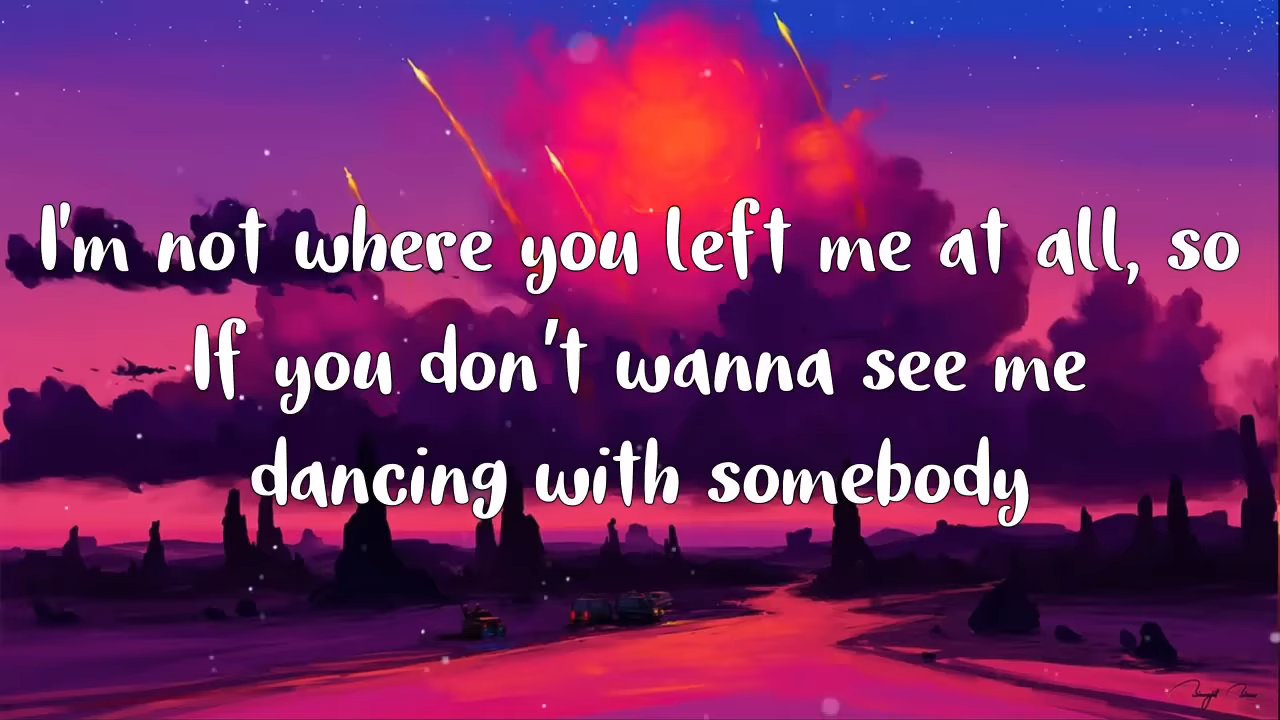 I'm not where you left me at all, so
If you don't wanna see me
dancing with somebody